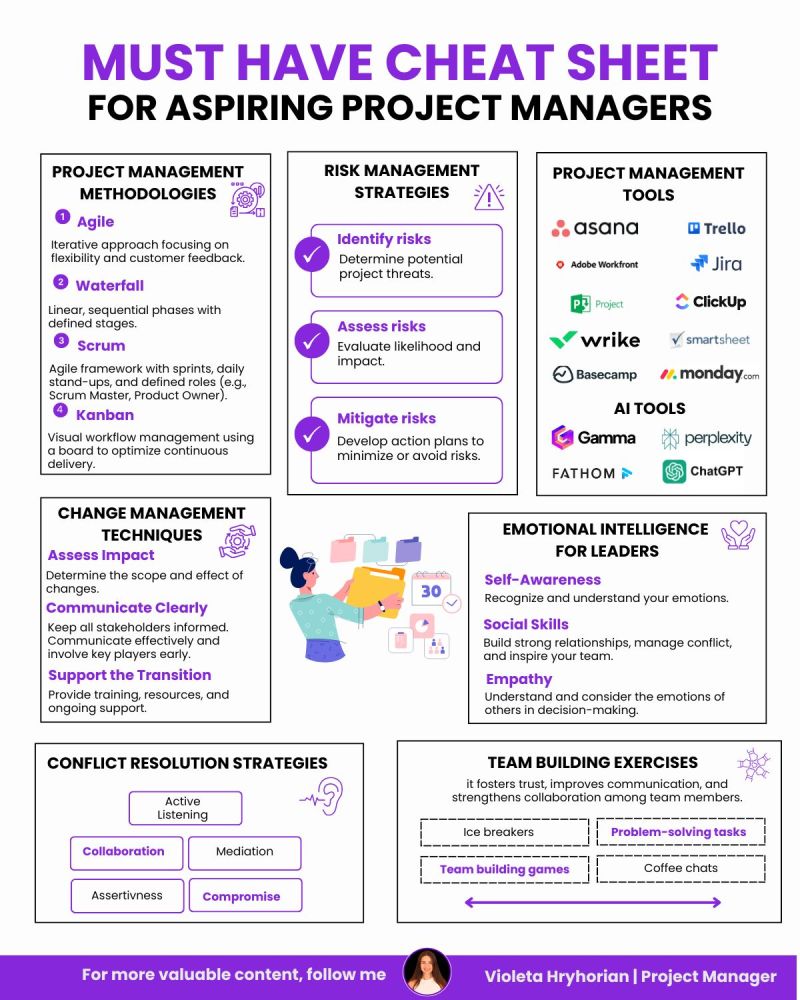 MUST HAVE CHEAT SHEET
FOR ASPIRING PROJECT MANAGERS
PROJECT MANAGEMENT
METHODOLOGIES
1 Agile
Iterative approach focusing on
flexibility and customer feedback.
2 Waterfall
Linear, sequential phases with
defined stages.
3 Scrum
Agile framework with sprints, daily
stand-ups, and defined roles (e.g.,
Scrum Master, Product Owner).
4 Kanban
Visual workflow management using
a board to optimize continuous
delivery.
RISK MANAGEMENT
STRATEGIES
Identify risks
Determine potential
project threats.
Assess risks
Evaluate likelihood and
impact.
Mitigate risks
Develop action plans to
minimize or avoid risks.
PROJECT MANAGEMENT
TOOLS
asana
Trello
Adobe Workfront
Jira
Project
ClickUp
wrike
smartsheet
Basecamp
monday.com
AI TOOLS
Gamma
perplexity
FATHOM
ChatGPT
CHANGE MANAGEMENT
TECHNIQUES
Assess Impact
Determine the scope and effect of
changes.
Communicate Clearly
Keep all stakeholders informed.
Communicate effectively and
involve key players early.
Support the Transition
Provide training, resources, and
ongoing support.
30
EMOTIONAL INTELLIGENCE
FOR LEADERS
Self-Awareness
Recognize and understand your emotions.
Social Skills
Build strong relationships, manage conflict,
and inspire your team.
Empathy
Understand and consider the emotions of
others in decision-making.
CONFLICT RESOLUTION STRATEGIES
Active
Listening
Collaboration
Mediation
Assertivness
Compromise
TEAM BUILDING EXERCISES
it fosters trust, improves communication, and
strengthens collaboration among team members.
Ice breakers
Problem-solving tasks
Team building games
Coffee chats
For more valuable content, follow me
Violeta Hryhorian | Project Manager